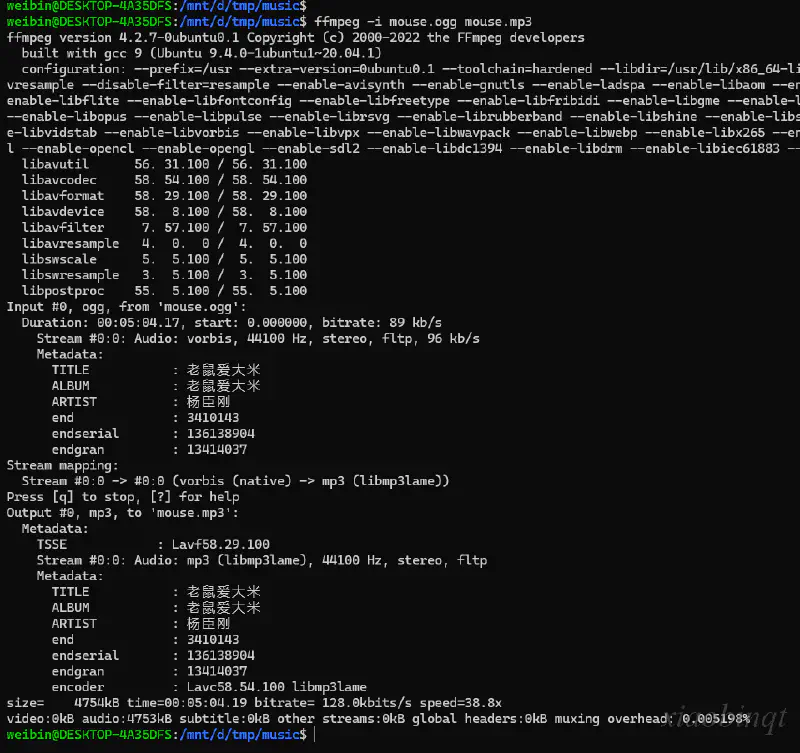 weibin@DESKTOP-4A35DFS:/mnt/d/tmp/music$
weibin@DESKTOP-4A35DFS:/mnt/d/tmp/music$ ffmpeg -i mouse.ogg mouse.mp3
ffmpeg version 4.2.7-0ubuntu0.1 Copyright (c) 2000-2022 the FFmpeg developers
built with gcc 9 (Ubuntu 9.4.0-1ubuntu1~20.04.1)
configuration: --prefix=/usr --extra-version=0ubuntu0.1 --toolchain=hardened --libdir=/usr/lib/x86_64-li
vresample --disable-filter=resample --enable-avisynth --enable-gnutls --enable-ladspa --enable-libaom --en
enable-libflite --enable-libfontconfig --enable-libfreetype --enable-libfribidi --enable-libgme --enable-l
--enable-libopus --enable-libpulse --enable-librsvg --enable-librubberband --enable-libshine --enable-libs
e-libvidstab --enable-libvorbis --enable-libvpx --enable-libwavpack --enable-libwebp --enable-libx265 --en
l --enable-opencl --enable-opengl --enable-sdl2 --enable-libdc1394 --enable-libdrm --enable-libiec61883 --
libavutil      56. 31.100 / 56. 31.100
libavcodec     58. 54.100 / 58. 54.100
libavformat    58. 29.100 / 58. 29.100
libavdevice    58.  8.100 / 58.  8.100
libavfilter     7. 57.100 /  7. 57.100
libavresample   4.  0.  0 /  4.  0.  0
libswscale      5.  5.100 /  5.  5.100
libswresample   3.  5.100 /  3.  5.100
libpostproc    55.  5.100 / 55.  5.100
Input #0, ogg, from 'mouse.ogg':
Duration: 00:05:04.17, start: 0.000000, bitrate: 89 kb/s
Stream #0:0: Audio: vorbis, 44100 Hz, stereo, fltp, 96 kb/s
Metadata:
TITLE           : 老鼠爱大米
ALBUM           : 老鼠爱大米
ARTIST          : 杨臣刚
end             : 3410143
endserial       : 136138904
endgran         : 13414037
Stream mapping:
Stream #0:0 -> #0:0 (vorbis (native) -> mp3 (libmp3lame))
Press [q] to stop, [?] for help
Output #0, mp3, to 'mouse.mp3':
Metadata:
TSSE            : Lavf58.29.100
Stream #0:0: Audio: mp3 (libmp3lame), 44100 Hz, stereo, fltp
Metadata:
TITLE           : 老鼠爱大米
ALBUM           : 老鼠爱大米
ARTIST          : 杨臣刚
end             : 3410143
endserial       : 136138904
endgran         : 13414037
encoder         : Lavc58.54.100 libmp3lame
size=    4754kB time=00:05:04.19 bitrate= 128.0kbits/s speed=38.8x
video:0kB audio:4753kB subtitle:0kB other streams:0kB global headers:0kB muxing overhead: 0.005198%
weibin@DESKTOP-4A35DFS:/mnt/d/tmp/music$
xiaobinqt